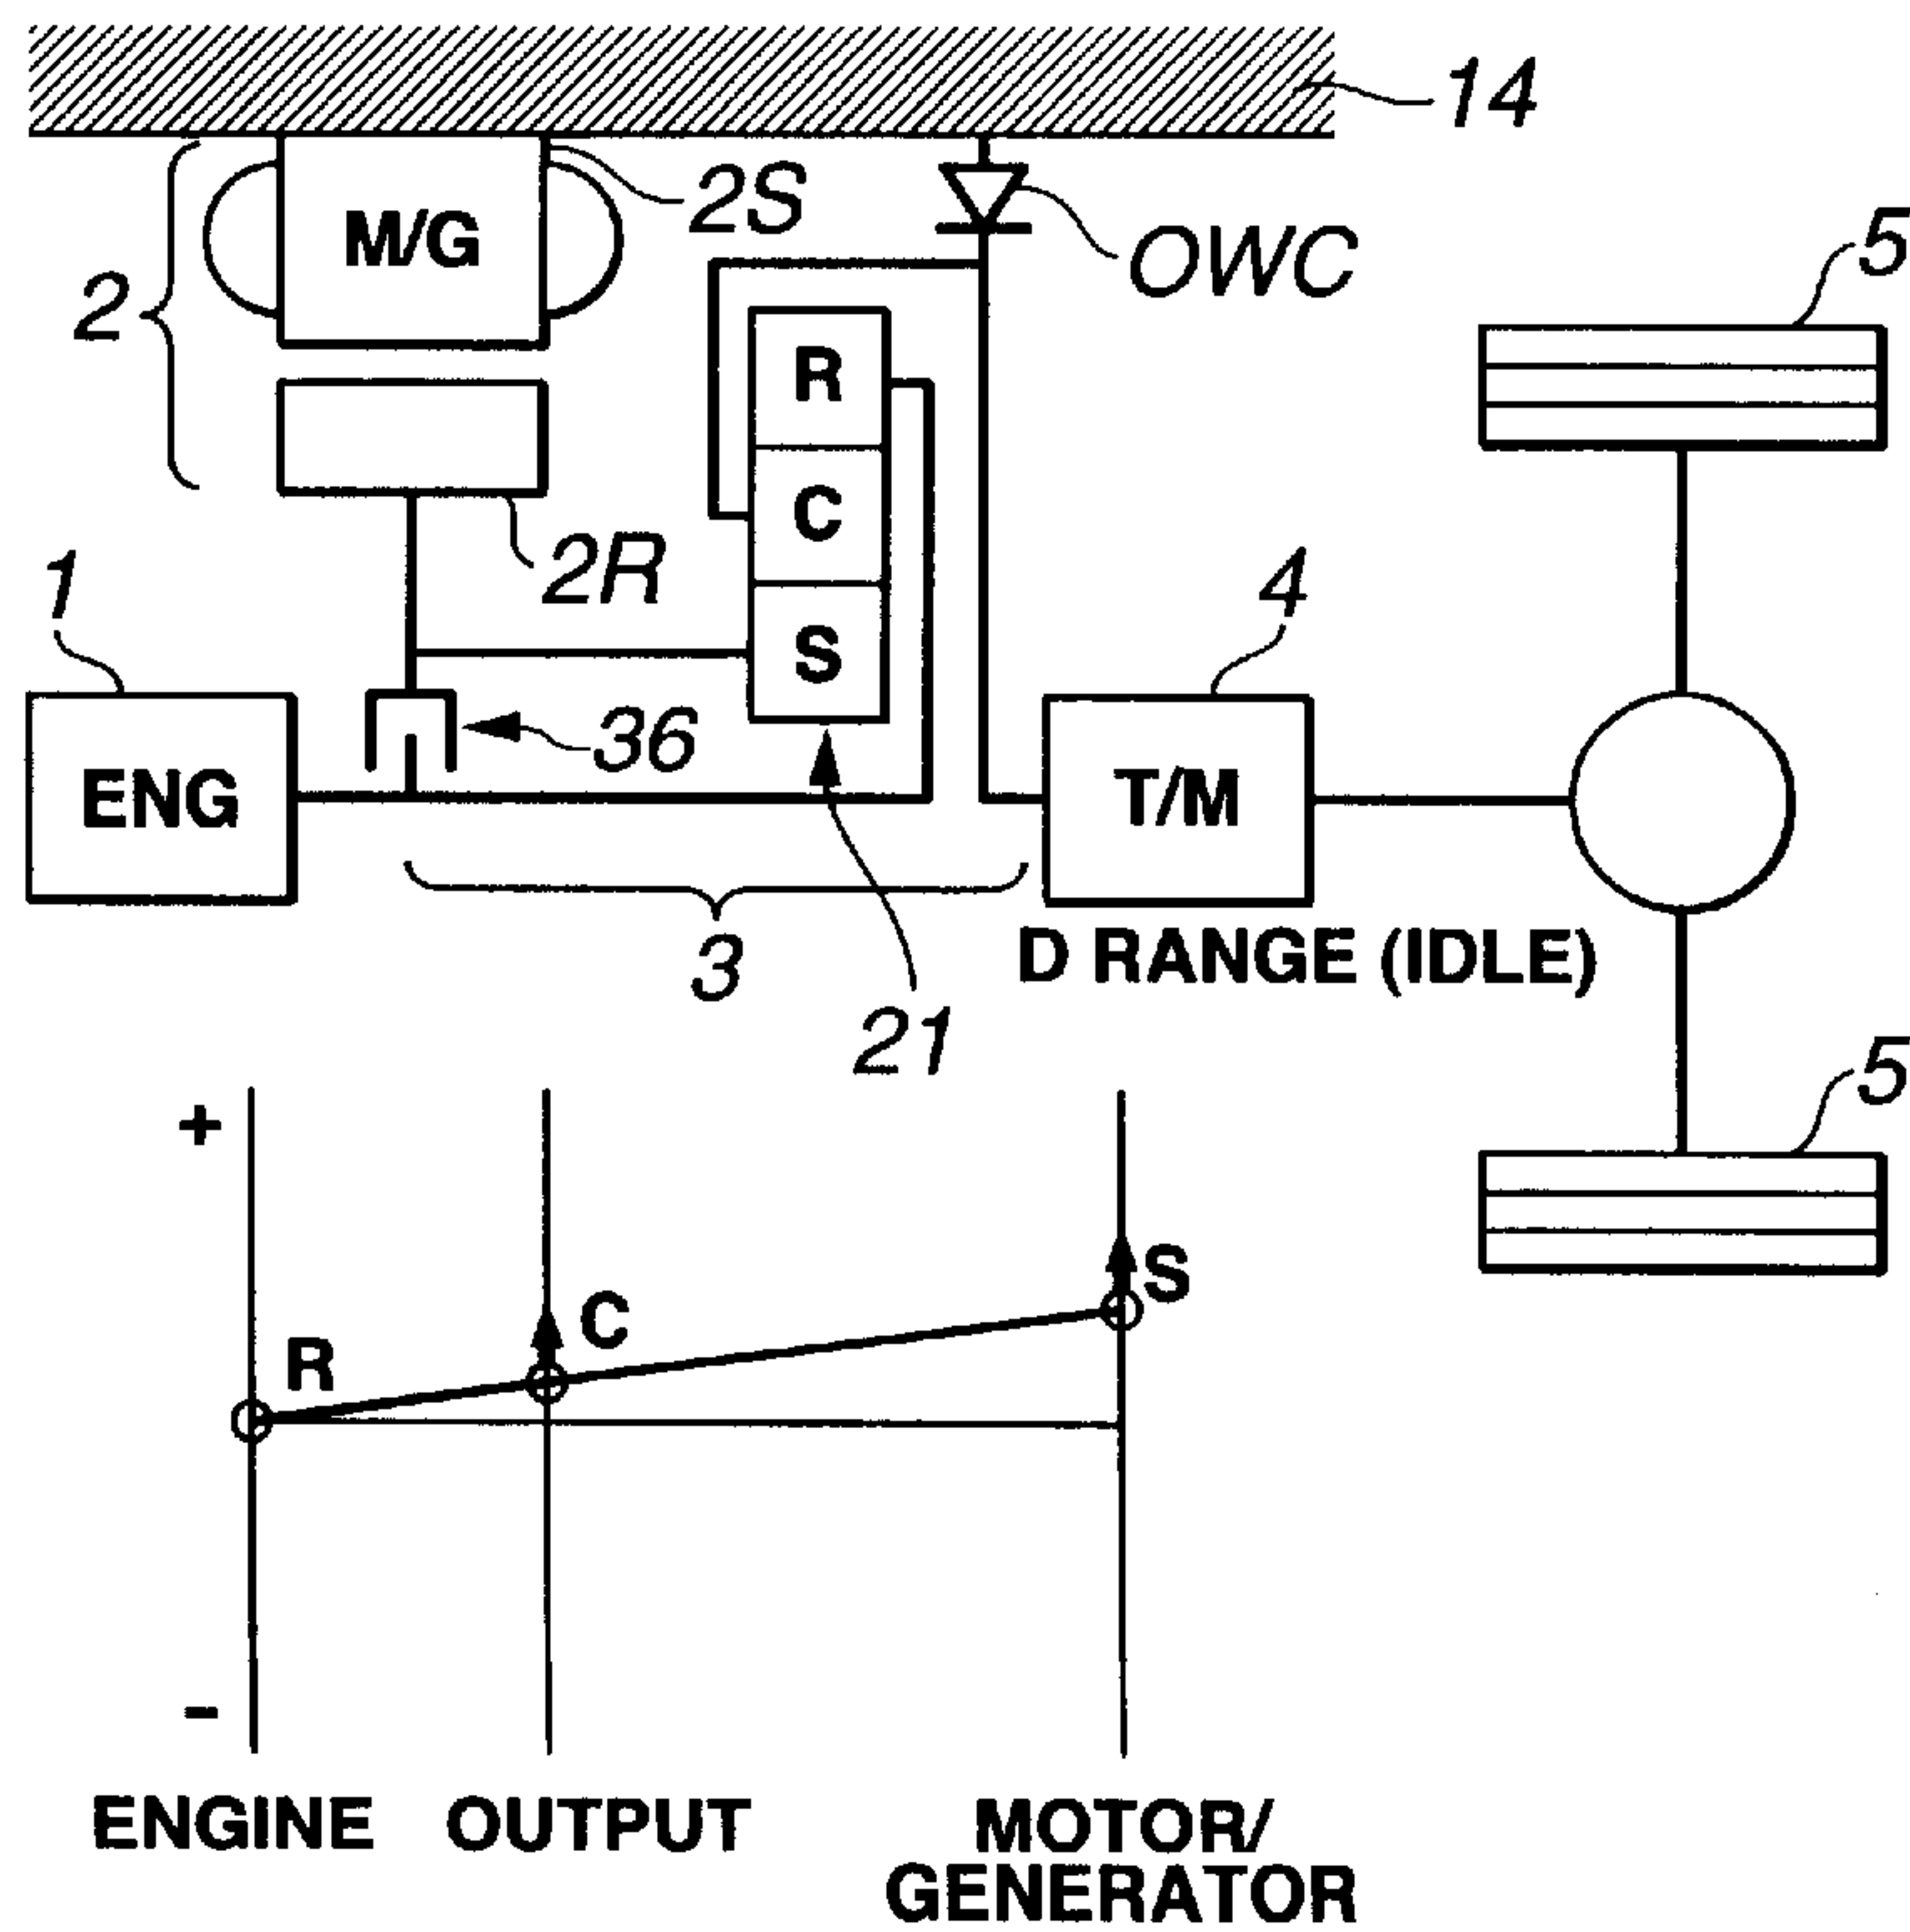 14
2S
M/G
OWC
5
2
R
C
2R
1
4
S
36
ENG
T/M
3
D RANGE (IDLE)
21
5
+
S
C
R
-
ENGINE
OUTPUT
MOTOR/
GENERATOR